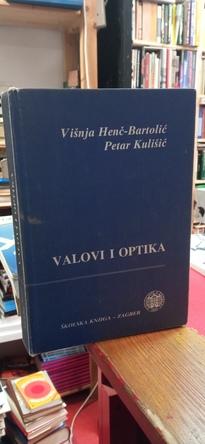 Višnja Henč-Bartolić
Petar Kulišić
VALOVI I OPTIKA
ŠKOLSKA KNJIGA – ZAGREB